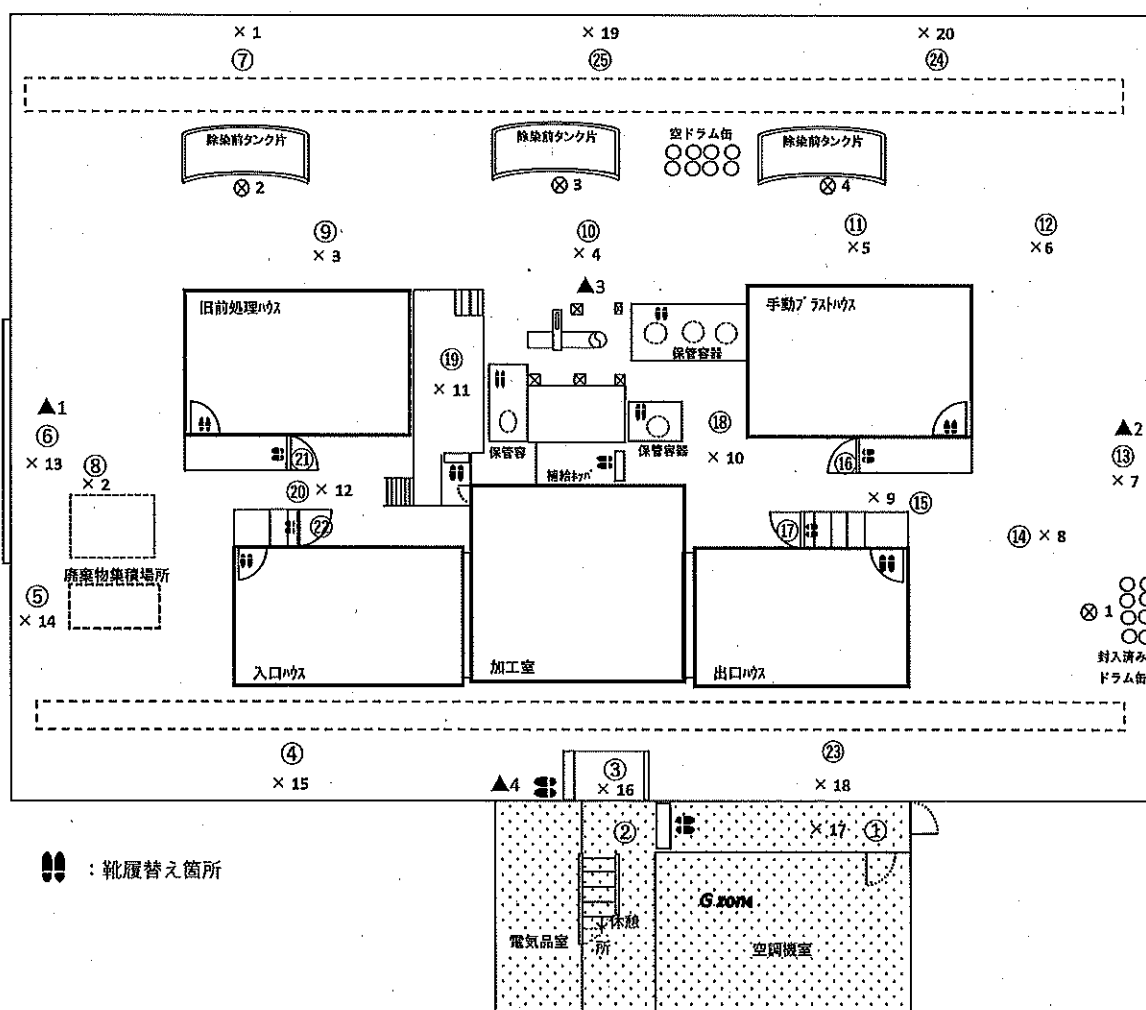 × 1
× 19
× 20
⑦
㉕
㉔
除染前タンク片
除染前タンク片
空ドラム缶
除染前タンク片
⊗ 2
⊗ 3
⊗ 4
⑨
× 3
⑩
× 4
⑪
× 5
⑫
× 6
▲3
旧前処理ハウス
手動ブラストハウス
保管容器
⑲
× 11
▲1
⑥
× 13
⑧
× 2
⑱
× 10
▲2
⑬
× 7
保管容
保管容器
補給ホッパ
㉑
⑯
⑳
× 12
㉒
× 9
⑮
⑰
⑭ × 8
廃棄物集積場所
⑤
× 14
⊗ 1
封入済み
ドラム缶
入口ハウス
加工室
出口ハウス
④
× 15
▲4
③
× 16
㉓
× 18
②
× 17
①
：靴履替え箇所
G zone
休憩
所
電気品室
空調機室